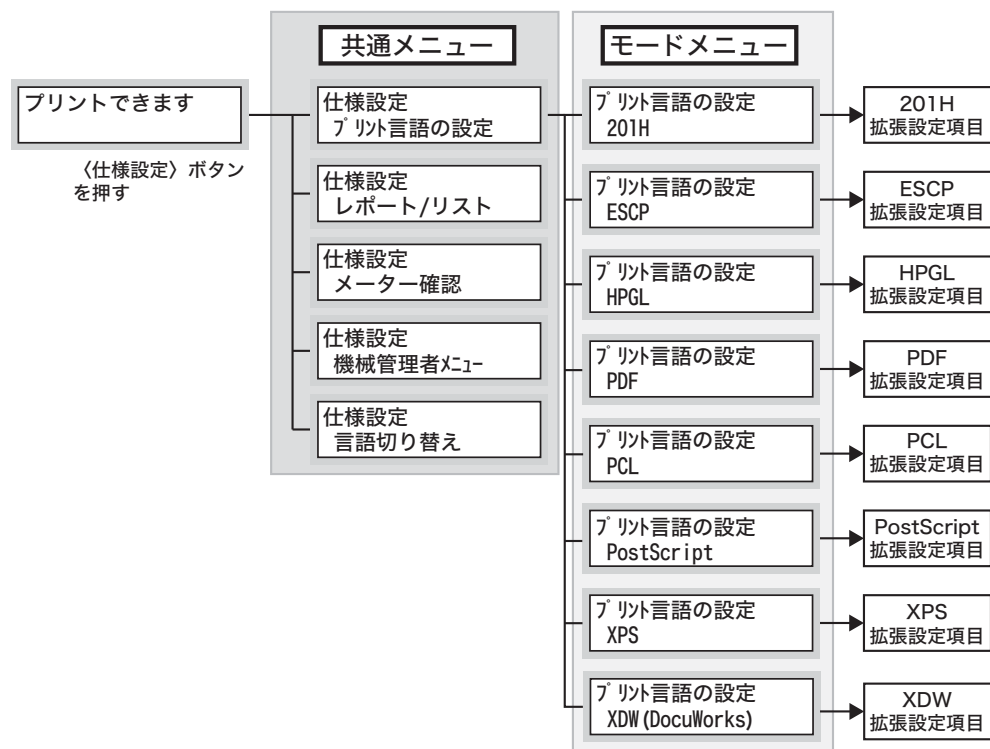 共通メニュー
モードメニュー
プリントできます
〈仕様設定〉ボタン
を押す
仕様設定
ﾌﾟﾘﾝﾄ言語の設定
仕様設定
レポート/リスト
仕様設定
メーター確認
仕様設定
機械管理者ﾒﾆｭｰ
仕様設定
言語切り替え
ﾌﾟﾘﾝﾄ言語の設定
201H
201H
拡張設定項目
ﾌﾟﾘﾝﾄ言語の設定
ESCP
ESCP
拡張設定項目
ﾌﾟﾘﾝﾄ言語の設定
HPGL
HPGL
拡張設定項目
ﾌﾟﾘﾝﾄ言語の設定
PDF
PDF
拡張設定項目
ﾌﾟﾘﾝﾄ言語の設定
PCL
PCL
拡張設定項目
ﾌﾟﾘﾝﾄ言語の設定
PostScript
PostScript
拡張設定項目
ﾌﾟﾘﾝﾄ言語の設定
XPS
XPS
拡張設定項目
ﾌﾟﾘﾝﾄ言語の設定
XDW(DocuWorks)
XDW
拡張設定項目